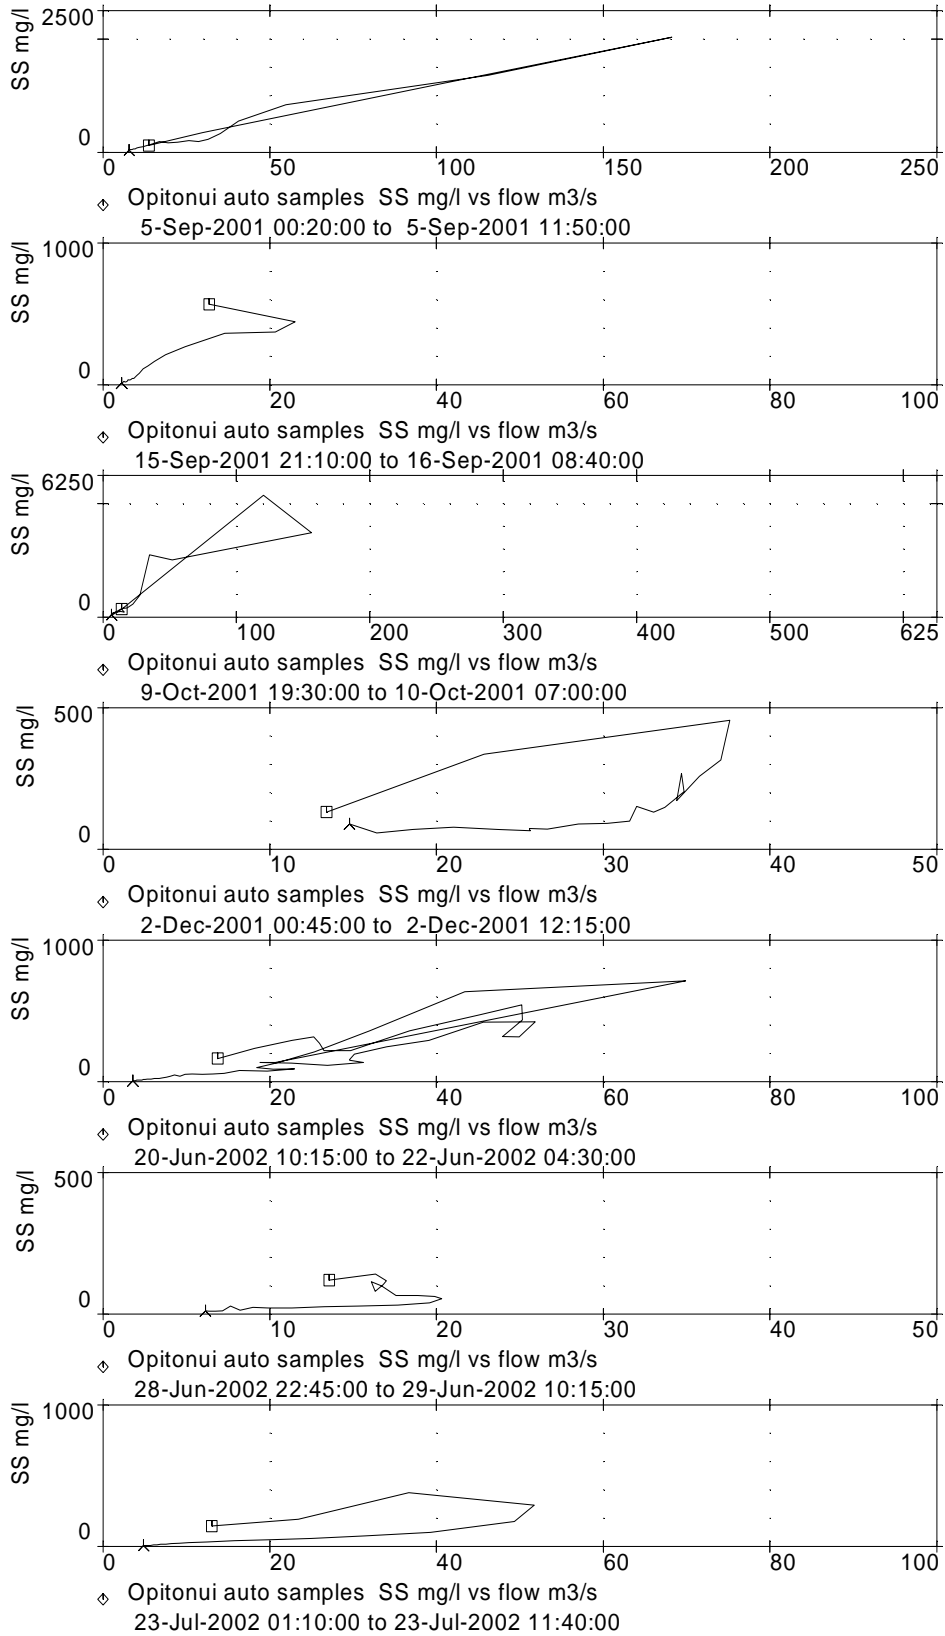 2500
SS mg/l
0
0 50 100 150 200 250
Opitonui auto samples SS mg/l vs flow m3/s
5-Sep-2001 00:20:00 to 5-Sep-2001 11:50:00
1000
SS mg/l
0
0 20 40 60 80 100
Opitonui auto samples SS mg/l vs flow m3/s
15-Sep-2001 21:10:00 to 16-Sep-2001 08:40:00
6250
SS mg/l
0
0 100 200 300 400 500 625
Opitonui auto samples SS mg/l vs flow m3/s
9-Oct-2001 19:30:00 to 10-Oct-2001 07:00:00
500
SS mg/l
0
0 10 20 30 40 50
Opitonui auto samples SS mg/l vs flow m3/s
2-Dec-2001 00:45:00 to 2-Dec-2001 12:15:00
1000
SS mg/l
0
0 20 40 60 80 100
Opitonui auto samples SS mg/l vs flow m3/s
20-Jun-2002 10:15:00 to 22-Jun-2002 04:30:00
500
SS mg/l
0
0 10 20 30 40 50
Opitonui auto samples SS mg/l vs flow m3/s
28-Jun-2002 22:45:00 to 29-Jun-2002 10:15:00
1000
SS mg/l
0
0 20 40 60 80 100
Opitonui auto samples SS mg/l vs flow m3/s
23-Jul-2002 01:10:00 to 23-Jul-2002 11:40:00